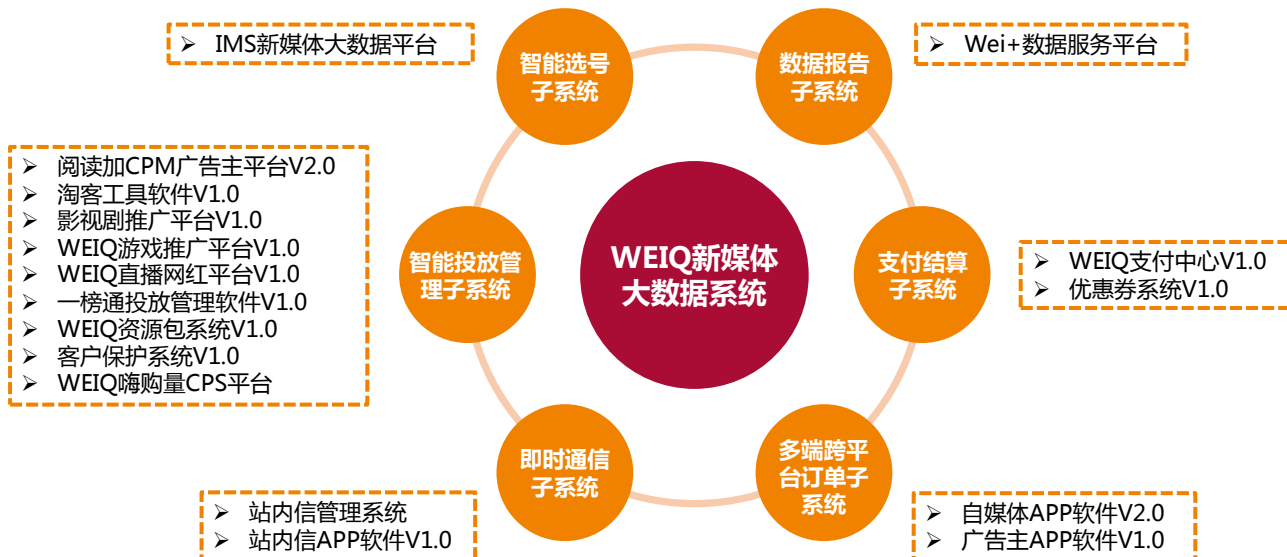 ➢ IMS新媒体大数据平台
智能选号
子系统
数据报告
子系统
➢ Wei+数据服务平台
➢ 阅读加CPM广告主平台V2.0
➢ 淘客工具软件V1.0
➢ 影视剧推广平台V1.0
➢ WEIQ游戏推广平台V1.0
➢ WEIQ直播网红平台V1.0
➢ 一榜通投放管理软件V1.0
➢ WEIQ资源包系统V1.0
➢ 客户保护系统V1.0
➢ WEIQ嗨购量CPS平台
智能投放管
理子系统
WEIQ新媒体
大数据系统
支付结算
子系统
➢ WEIQ支付中心V1.0
➢ 优惠券系统V1.0
即时通信
子系统
多端跨平
台订单子
系统
➢ 站内信管理系统
➢ 站内信APP软件V1.0
➢ 自媒体APP软件V2.0
➢ 广告主APP软件V1.0